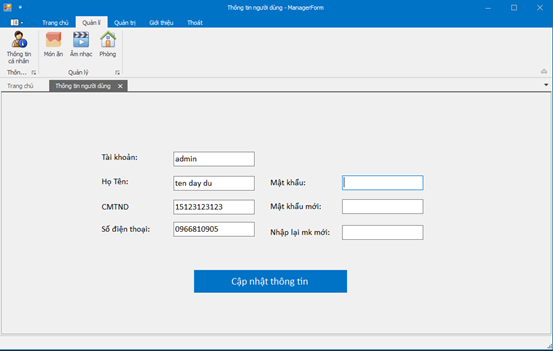 Thông tin người dùng - ManagerForm
Trang chủ Quản lí Quản trị Giới thiệu Thoát
Thông tin cá nhân Món ăn Âm nhạc Phòng
Thôn... Quản lý
Trang chủ Thông tin người dùng
Tài khoản: admin
Họ Tên: ten day du Mật khẩu:
CMTND 15123123123 Mật khẩu mới:
Số điện thoại: 0966810905 Nhập lại mk mới:
Cập nhật thông tin